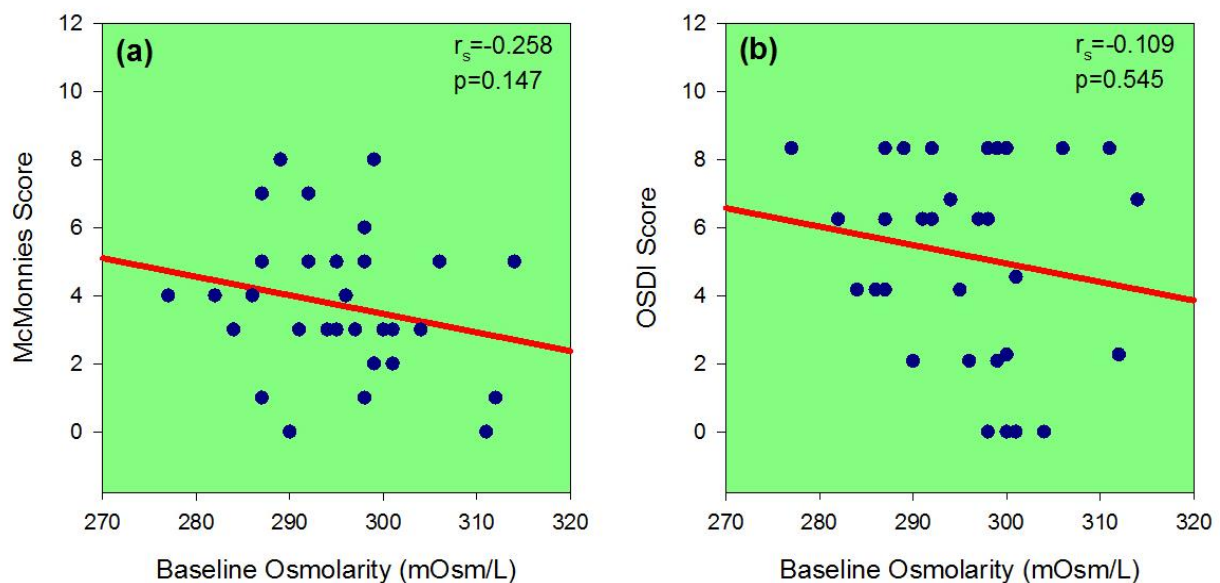 (a)
r_s=-0.258
p=0.147
McMonnies Score
12
10
8
6
4
2
0
270 280 290 300 310 320
Baseline Osmolarity (mOsm/L)
(b)
r_s=-0.109
p=0.545
OSDI Score
12
10
8
6
4
2
0
270 280 290 300 310 320
Baseline Osmolarity (mOsm/L)